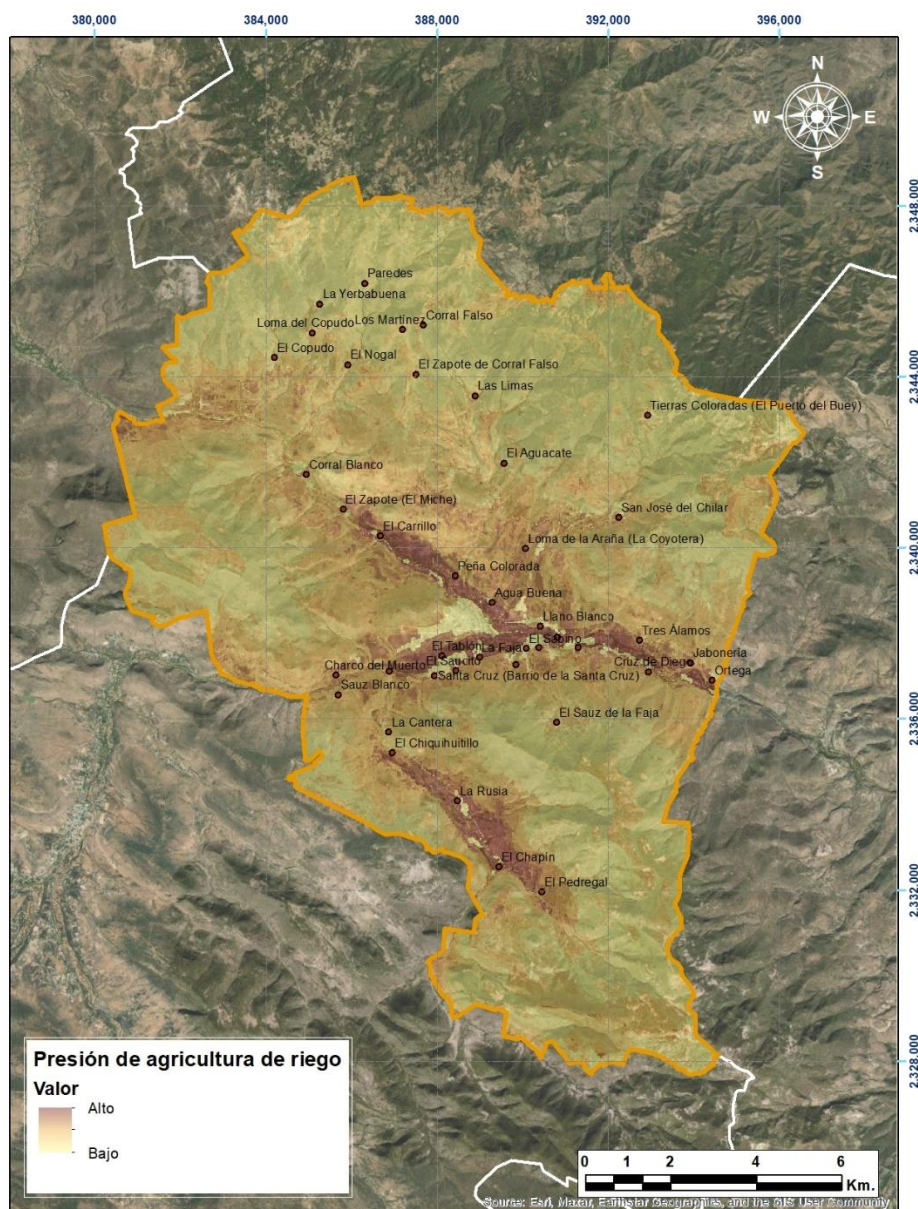 380,000 384,000 388,000 392,000 396,000
N
W E
S
2.348.000
Paredes
La Yerbabuena
Loma del Copudo Los Martínez Corral Falso
El Copudo El Nogal
El Zapote de Corral Falso
2.344.000
Las Limas
Tierras Coloradas (El Puerto del Buey)
El Aguacate
Corral Blanco
El Zapote (El Miche)
San José del Chilar
El Carrillo
Loma de la Araña (La Coyotera)
2.340.000
Peña Colorada
Agua Buena
Llano Blanco
El Tablón La Faja El Sabino Tres Álamos
Charco del Muerto El Saucito Cruz de Diego Jabonería
Sauz Blanco Santa Cruz (Barrio de la Santa Cruz) Ortega
El Sauz de la Faja
2.336.000
La Cantera
El Chiquihuitillo
La Rusia
El Chapín
El Pedregal
2.332.000
2.328.000
Presión de agricultura de riego
Valor
Alto
Bajo
0 1 2 4 6
Km.
Source: Esri, Maxar, Earthstar Geographics, and the GIS User Community